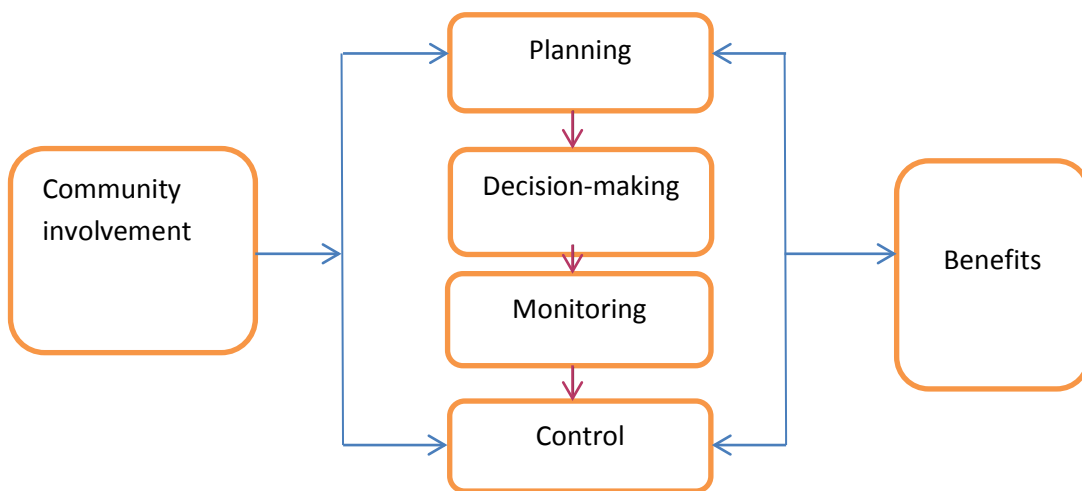 Planning
Decision-making
Community
involvement
Benefits
Monitoring
Control